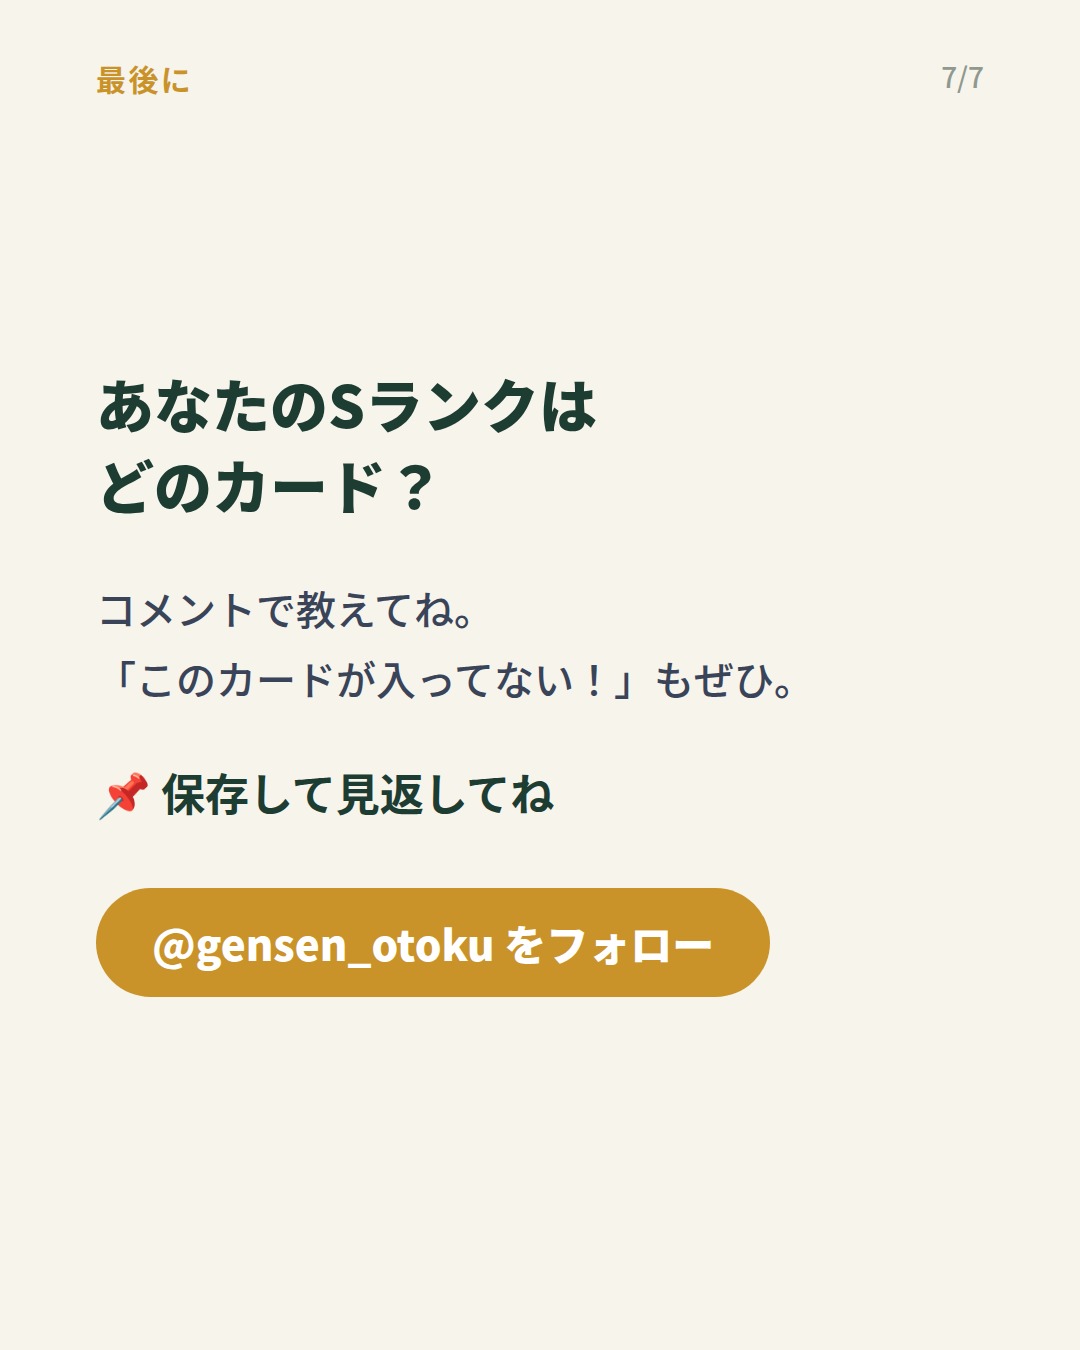 最後に
7/7
あなたのSランクは
どのカード？
コメントで教えてね。
「このカードが入ってない！」もぜひ。
📌 保存して見返してね
@gensen_otoku をフォロー